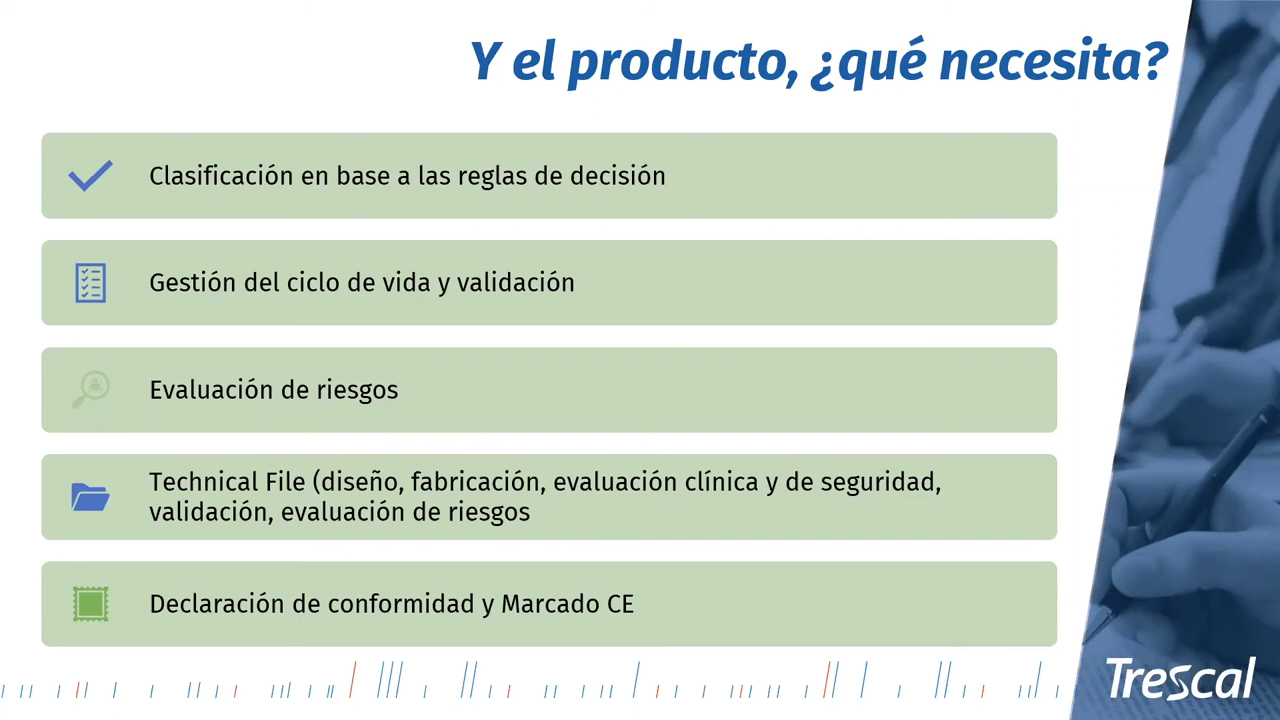 Y el producto, ¿qué necesita?
Clasificación en base a las reglas de decisión
Gestión del ciclo de vida y validación
Evaluación de riesgos
Technical File (diseño, fabricación, evaluación clínica y de seguridad,
validación, evaluación de riesgos
Declaración de conformidad y Marcado CE
Trescal